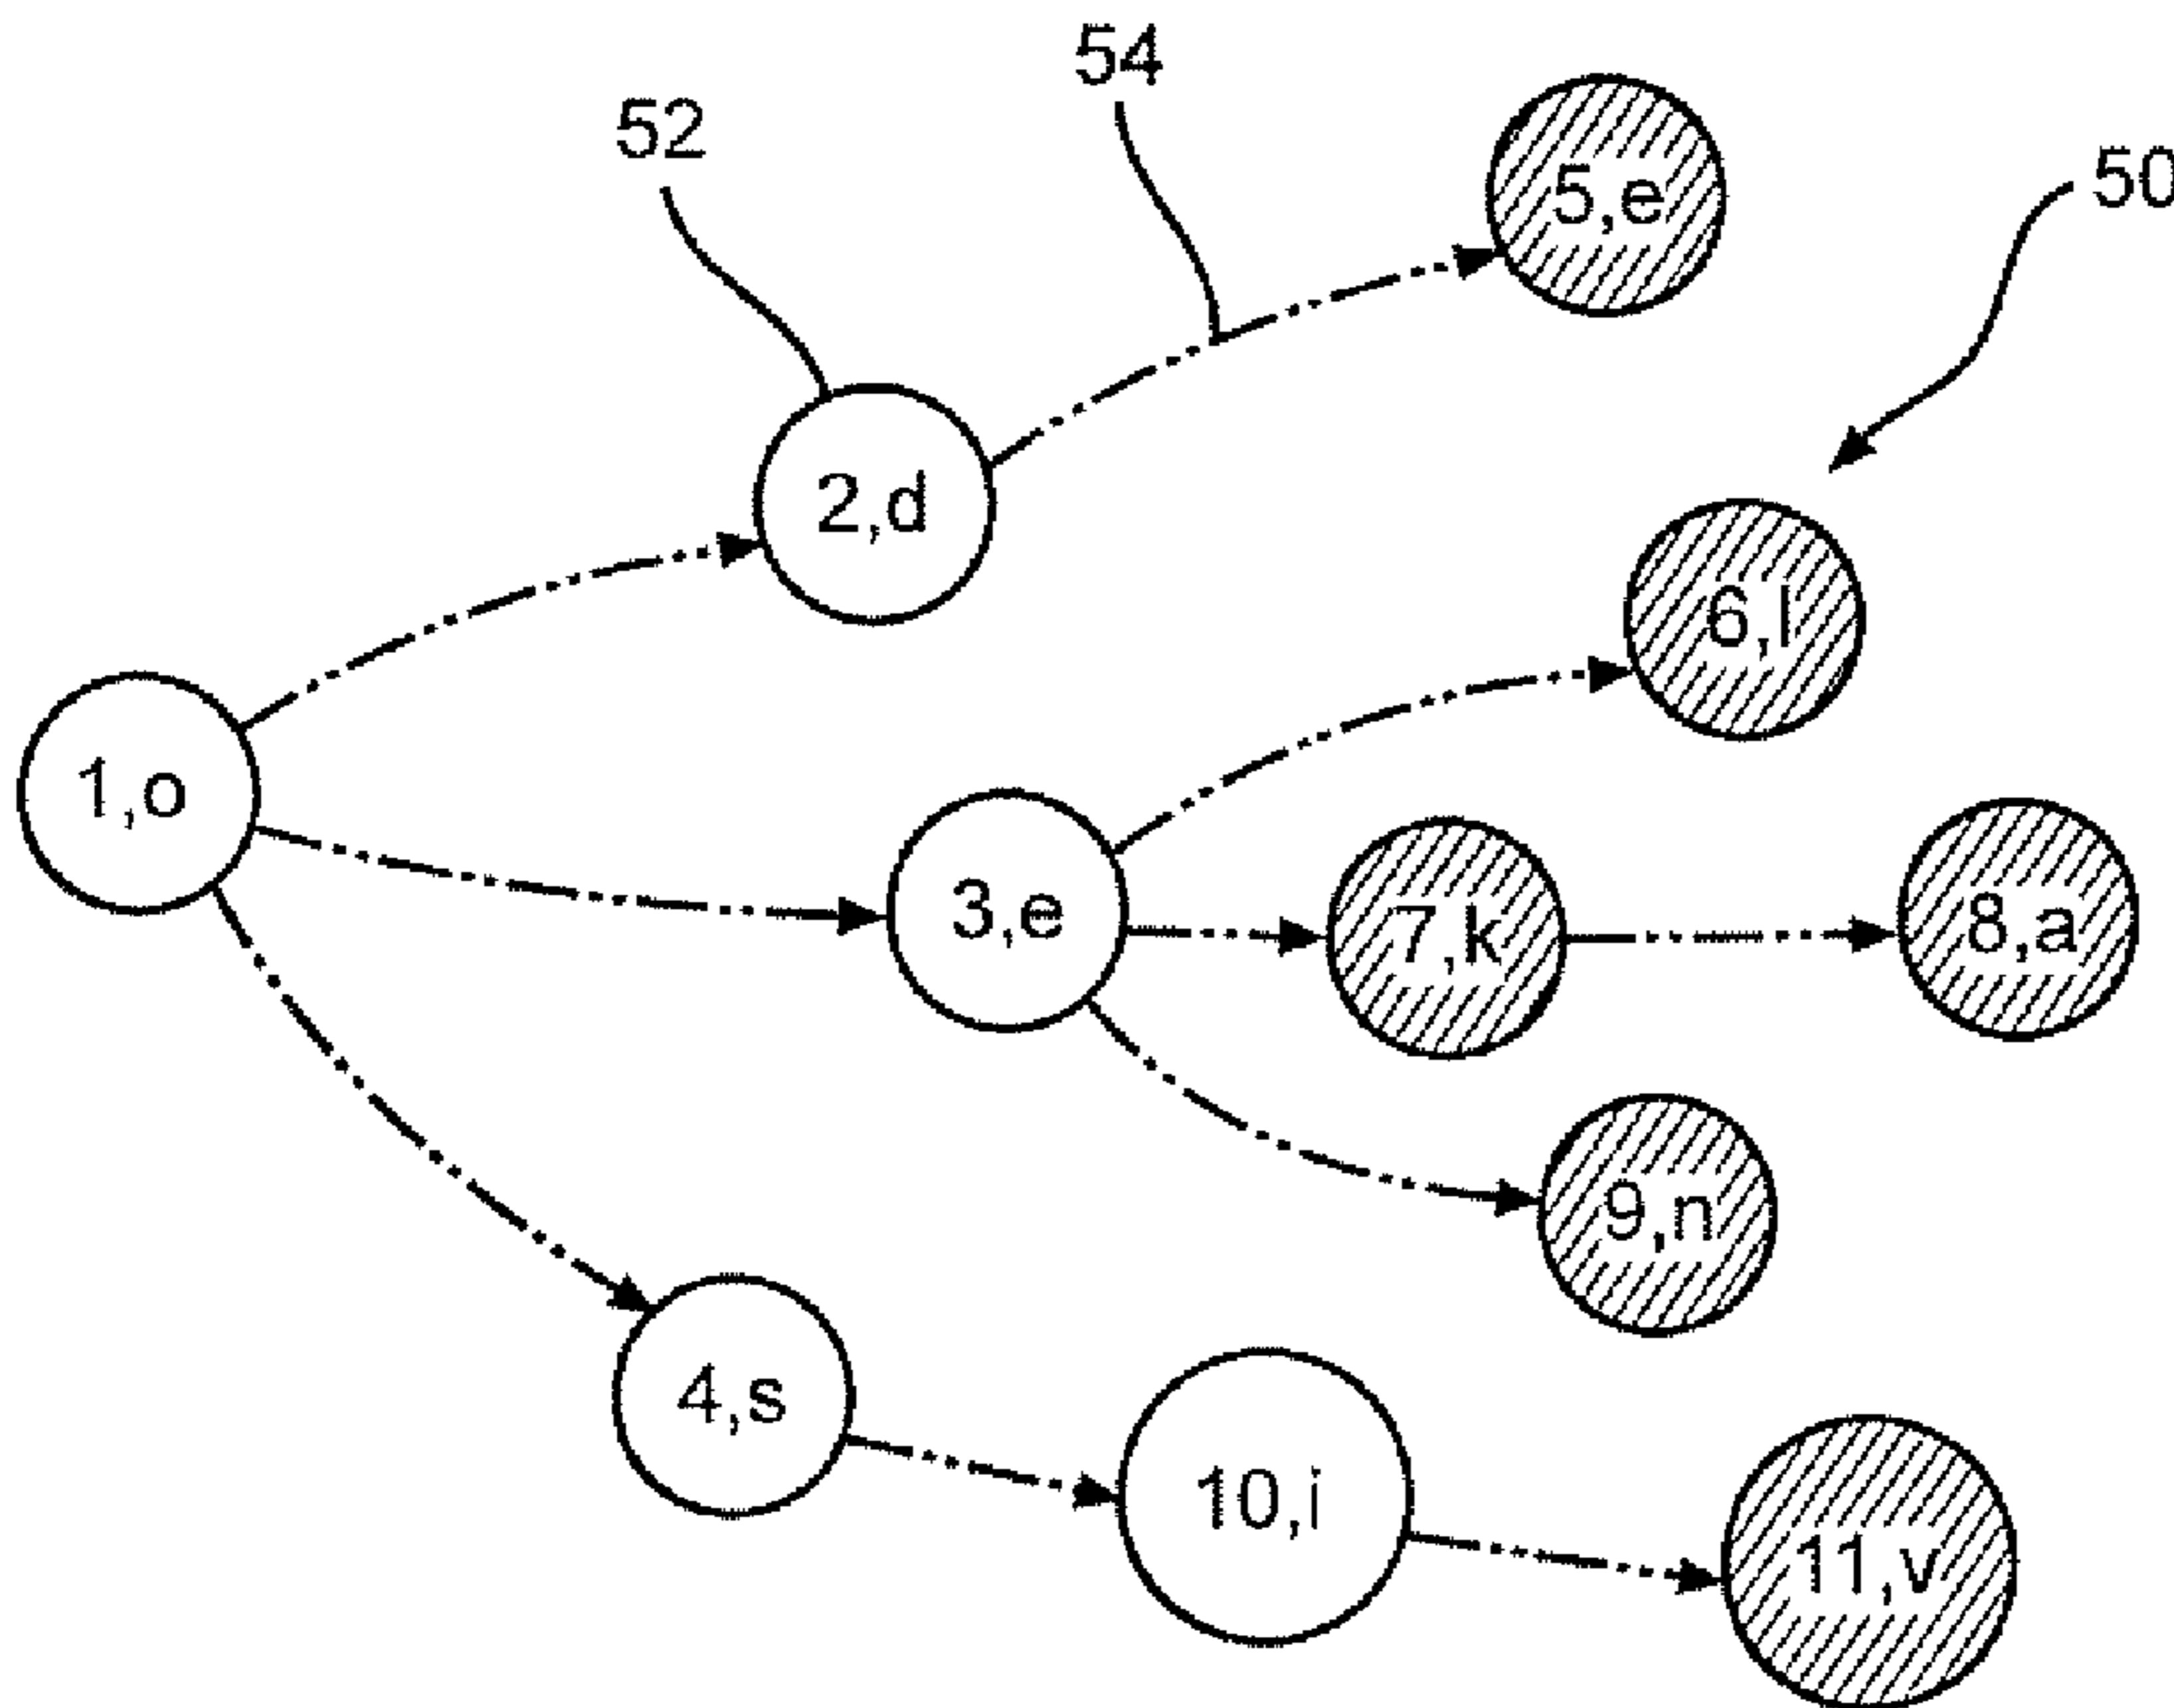 54
52
5,e
50
2,d
6,l
1,o
3,e
7,k
8,a
9,n
4,s
10,i
11,v